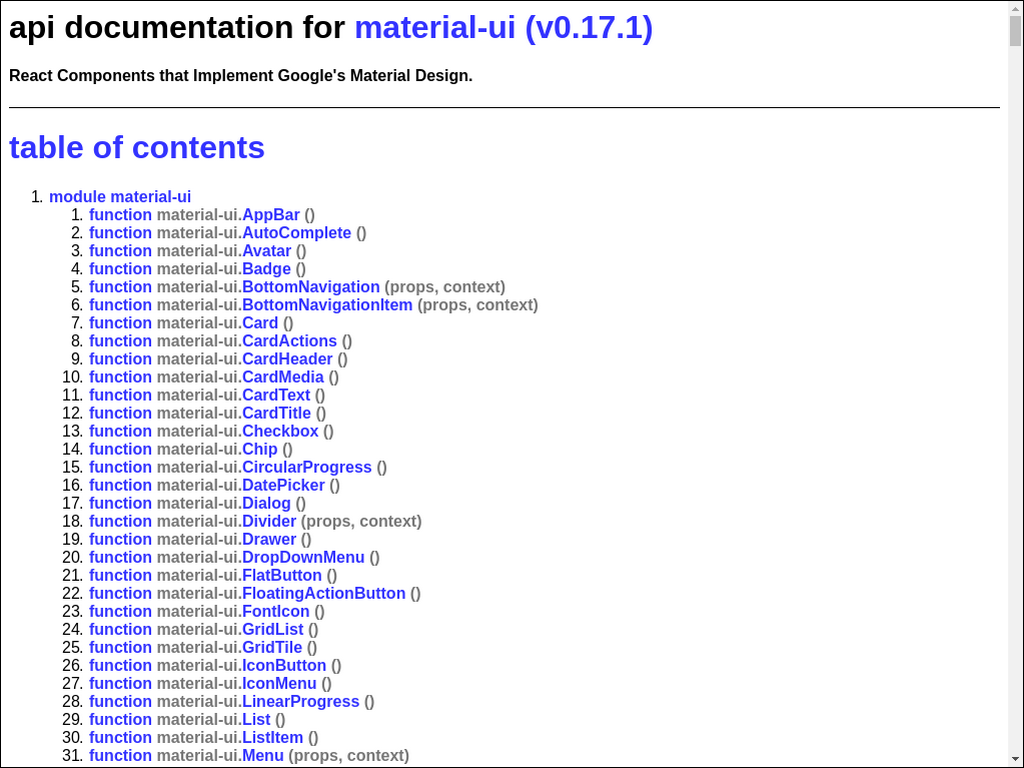 api documentation for material-ui (v0.17.1)
React Components that Implement Google's Material Design.
table of contents
1. module material-ui
1. function material-ui.AppBar ()
2. function material-ui.AutoComplete ()
3. function material-ui.Avatar ()
4. function material-ui.Badge ()
5. function material-ui.BottomNavigation (props, context)
6. function material-ui.BottomNavigationItem (props, context)
7. function material-ui.Card ()
8. function material-ui.CardActions ()
9. function material-ui.CardHeader ()
10. function material-ui.CardMedia ()
11. function material-ui.CardText ()
12. function material-ui.CardTitle ()
13. function material-ui.Checkbox ()
14. function material-ui.Chip ()
15. function material-ui.CircularProgress ()
16. function material-ui.DatePicker ()
17. function material-ui.Dialog ()
18. function material-ui.Divider (props, context)
19. function material-ui.Drawer ()
20. function material-ui.DropDownMenu ()
21. function material-ui.FlatButton ()
22. function material-ui.FloatingActionButton ()
23. function material-ui.FontIcon ()
24. function material-ui.GridList ()
25. function material-ui.GridTile ()
26. function material-ui.IconButton ()
27. function material-ui.IconMenu ()
28. function material-ui.LinearProgress ()
29. function material-ui.List ()
30. function material-ui.ListItem ()
31. function material-ui.Menu (props, context)